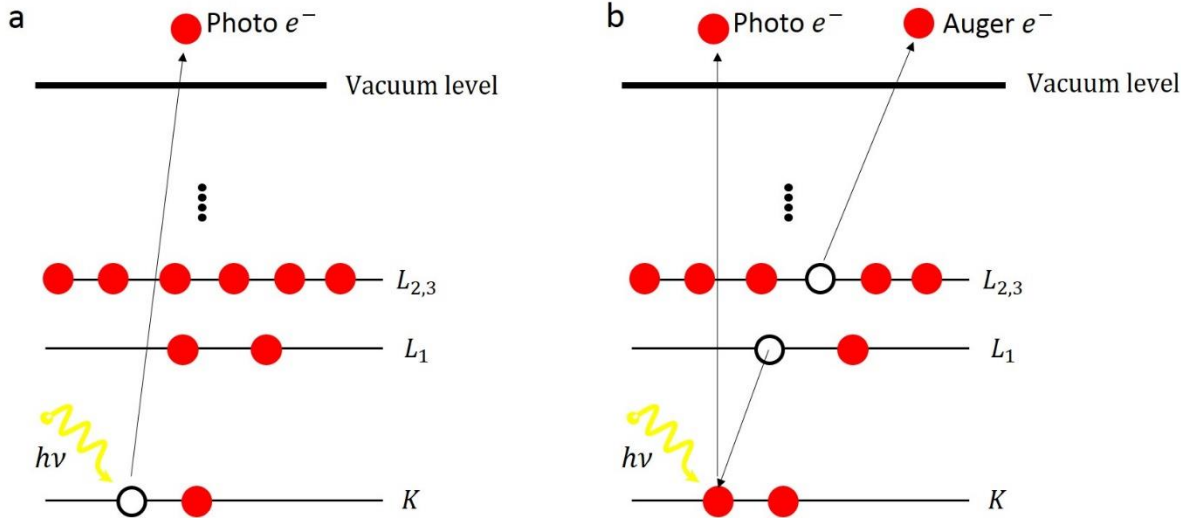 a
Photo e⁻
Vacuum level
L₂,₃
L₁
hν
K
b
Photo e⁻
Auger e⁻
Vacuum level
L₂,₃
L₁
hν
K